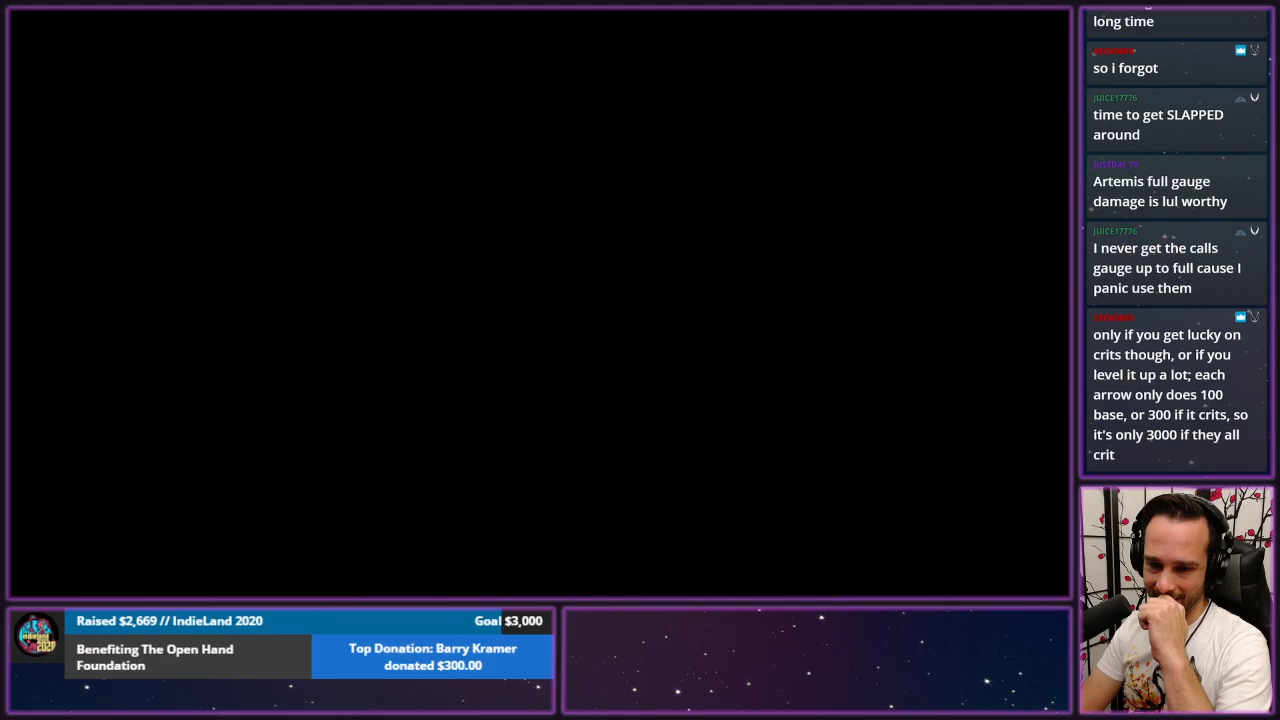 long time
so i forgot
JUICE17776
time to get SLAPPED
around
JUSTDAI_TV
Artemis full gauge
damage is lul worthy
JUICE17776
I never get the calls
gauge up to full cause I
panic use them
only if you get lucky on
crits though, or if you
level it up a lot; each
arrow only does 100
base, or 300 if it crits, so
it's only 3000 if they all
crit
indieland
2020
Raised $2,669 // IndieLand 2020
Goal $3,000
Benefiting The Open Hand
Foundation
Top Donation: Barry Kramer
donated $300.00